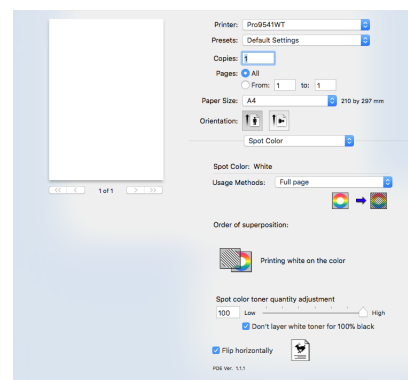 Printer: Pro9541WT
Presets: Default Settings
Copies: 1
Pages: All
From: 1 to: 1
Paper Size: A4 210 by 297 mm
Orientation:
Spot Color
Spot Color: White
Usage Methods: Full page
<< < 1 of 1 > >>
Order of superposition:
Printing white on the color
Spot color toner quantity adjustment
100 Low High
Don't layer white toner for 100% black
Flip horizontally
PDE Ver. 1.1.1